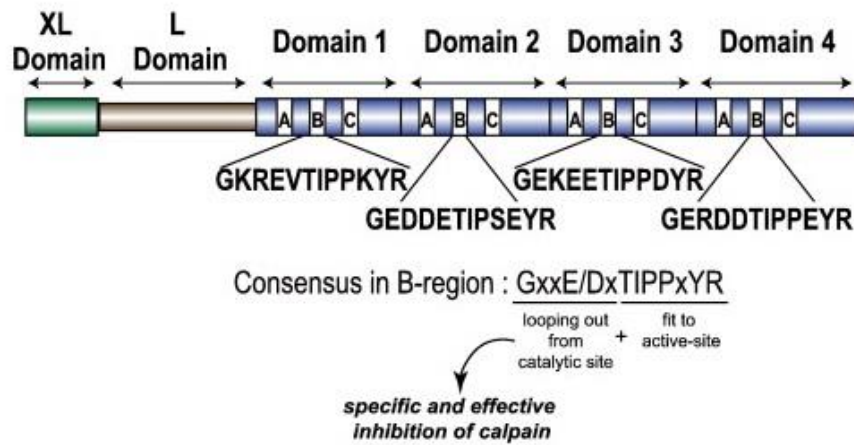 XL Domain
L Domain
Domain 1
Domain 2
Domain 3
Domain 4
A B C A B C A B C A B C
GKREVTIPPKYR
GEKEETIPPDYR
GEDDETIPSEYR
GERDDTIPPEYR
Consensus in B-region : GxxE/DxTIPPxYR
looping out
from
catalytic site
+
fit to
active-site
specific and effective
inhibition of calpain